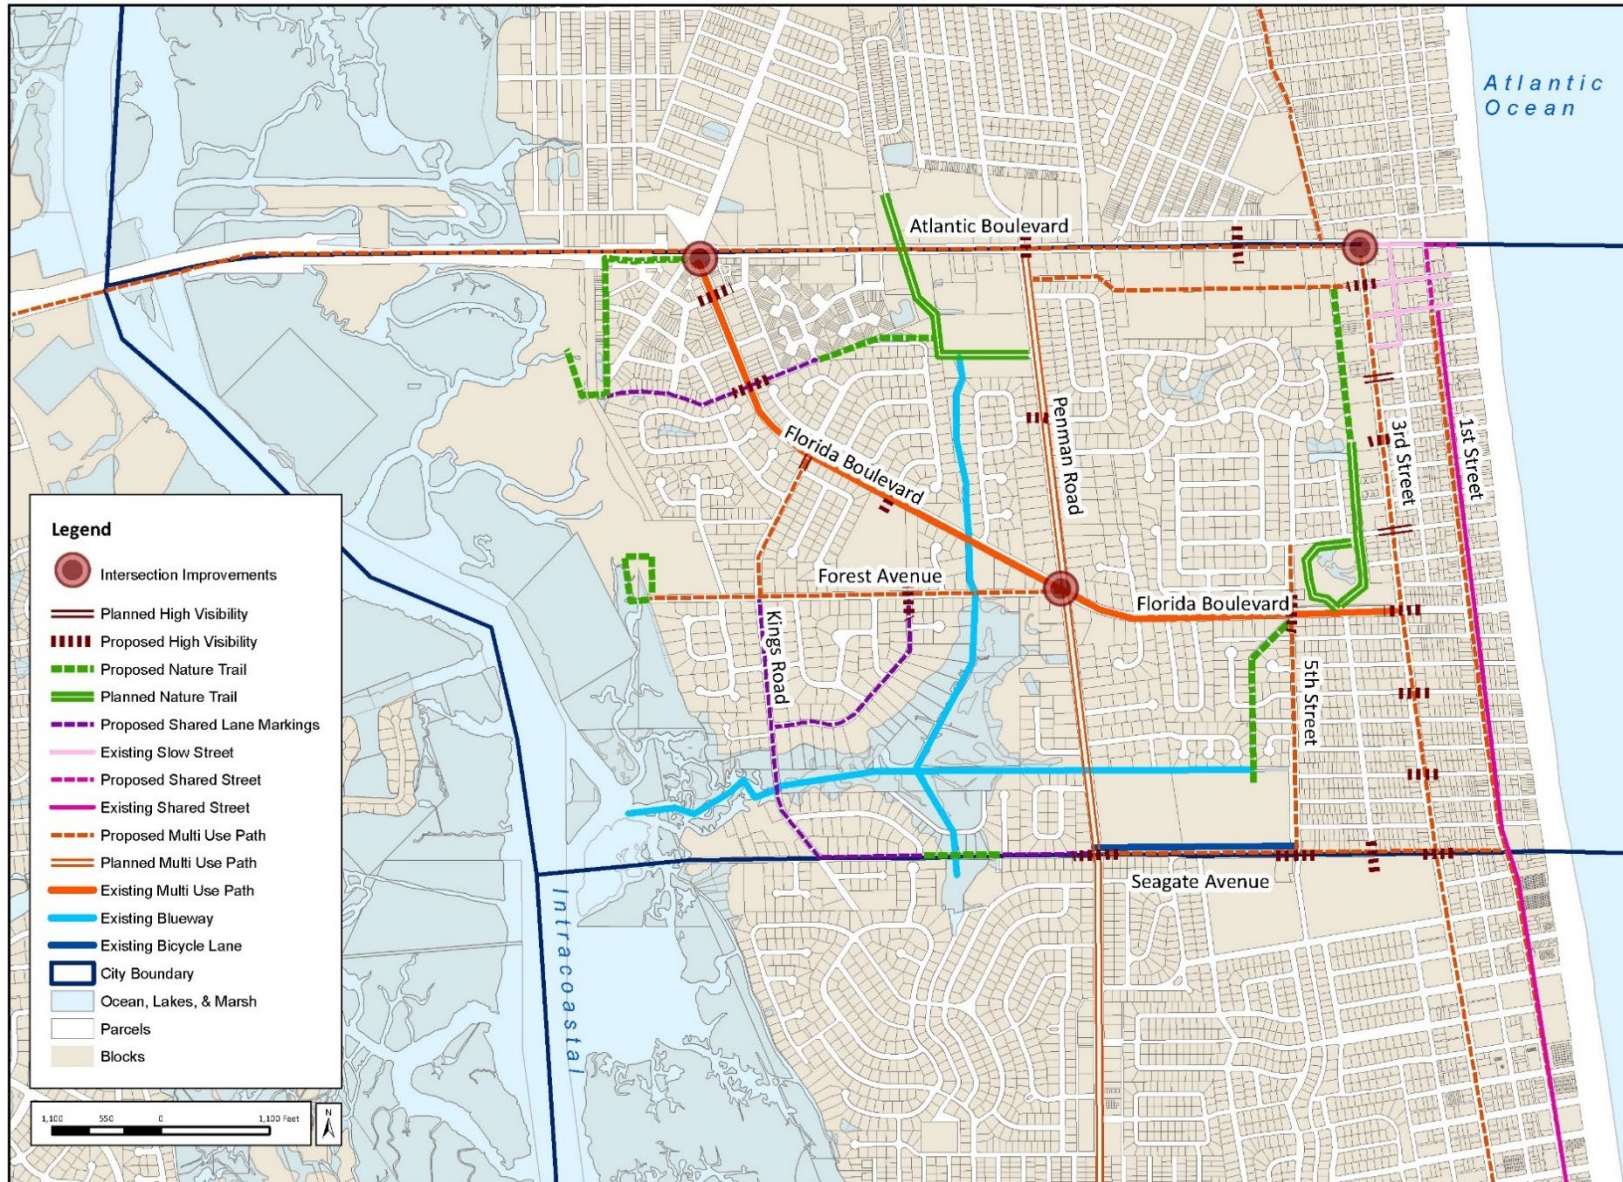 Atlantic
Ocean
Atlantic Boulevard
Penman Road
3rd Street
1st Street
Florida Boulevard
Forest Avenue
Florida Boulevard
Kings Road
5th Street
Seagate Avenue
Intracoastal
Legend
Intersection Improvements
Planned High Visibility
Proposed High Visibility
Proposed Nature Trail
Planned Nature Trail
Proposed Shared Lane Markings
Existing Slow Street
Proposed Shared Street
Existing Shared Street
Proposed Multi Use Path
Planned Multi Use Path
Existing Multi Use Path
Existing Blueway
Existing Bicycle Lane
City Boundary
Ocean, Lakes, & Marsh
Parcels
Blocks
1,100 550 0 1,100 Feet
N